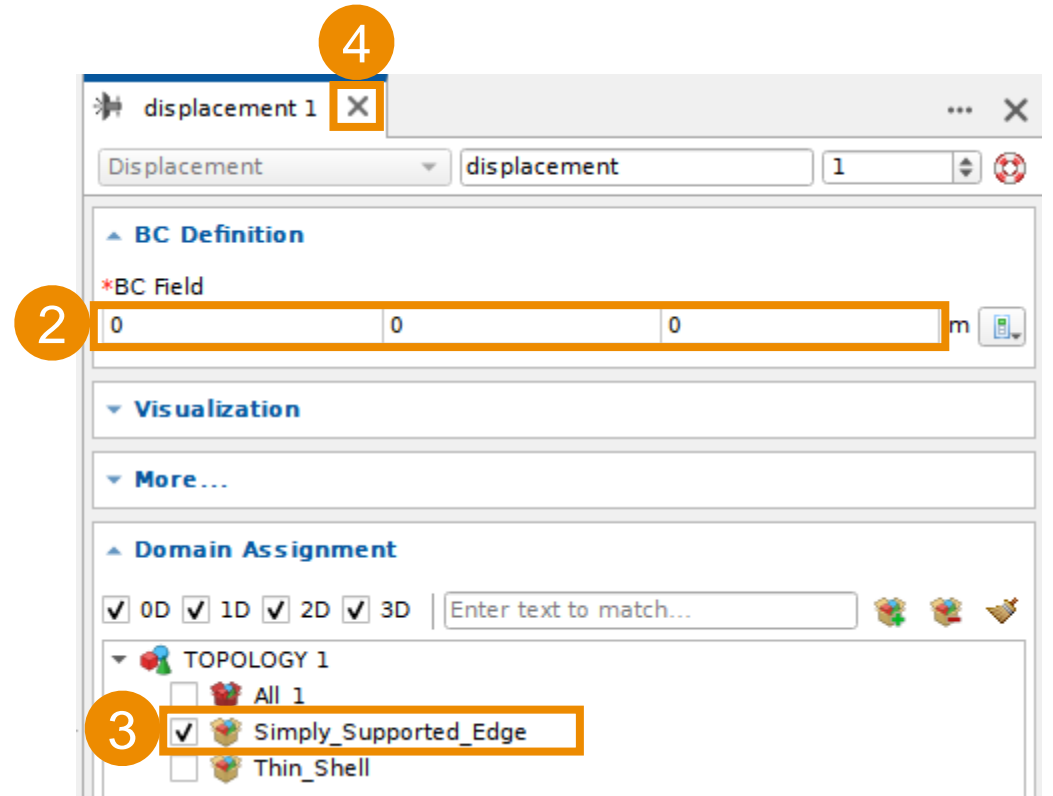 4
displacement 1
Displacement displacement 1
BC Definition
*BC Field
2 0 0 0 m
Visualization
More...
Domain Assignment
0D 1D 2D 3D Enter text to match...
TOPOLOGY 1
All 1
3 Simply_Supported_Edge
Thin_Shell